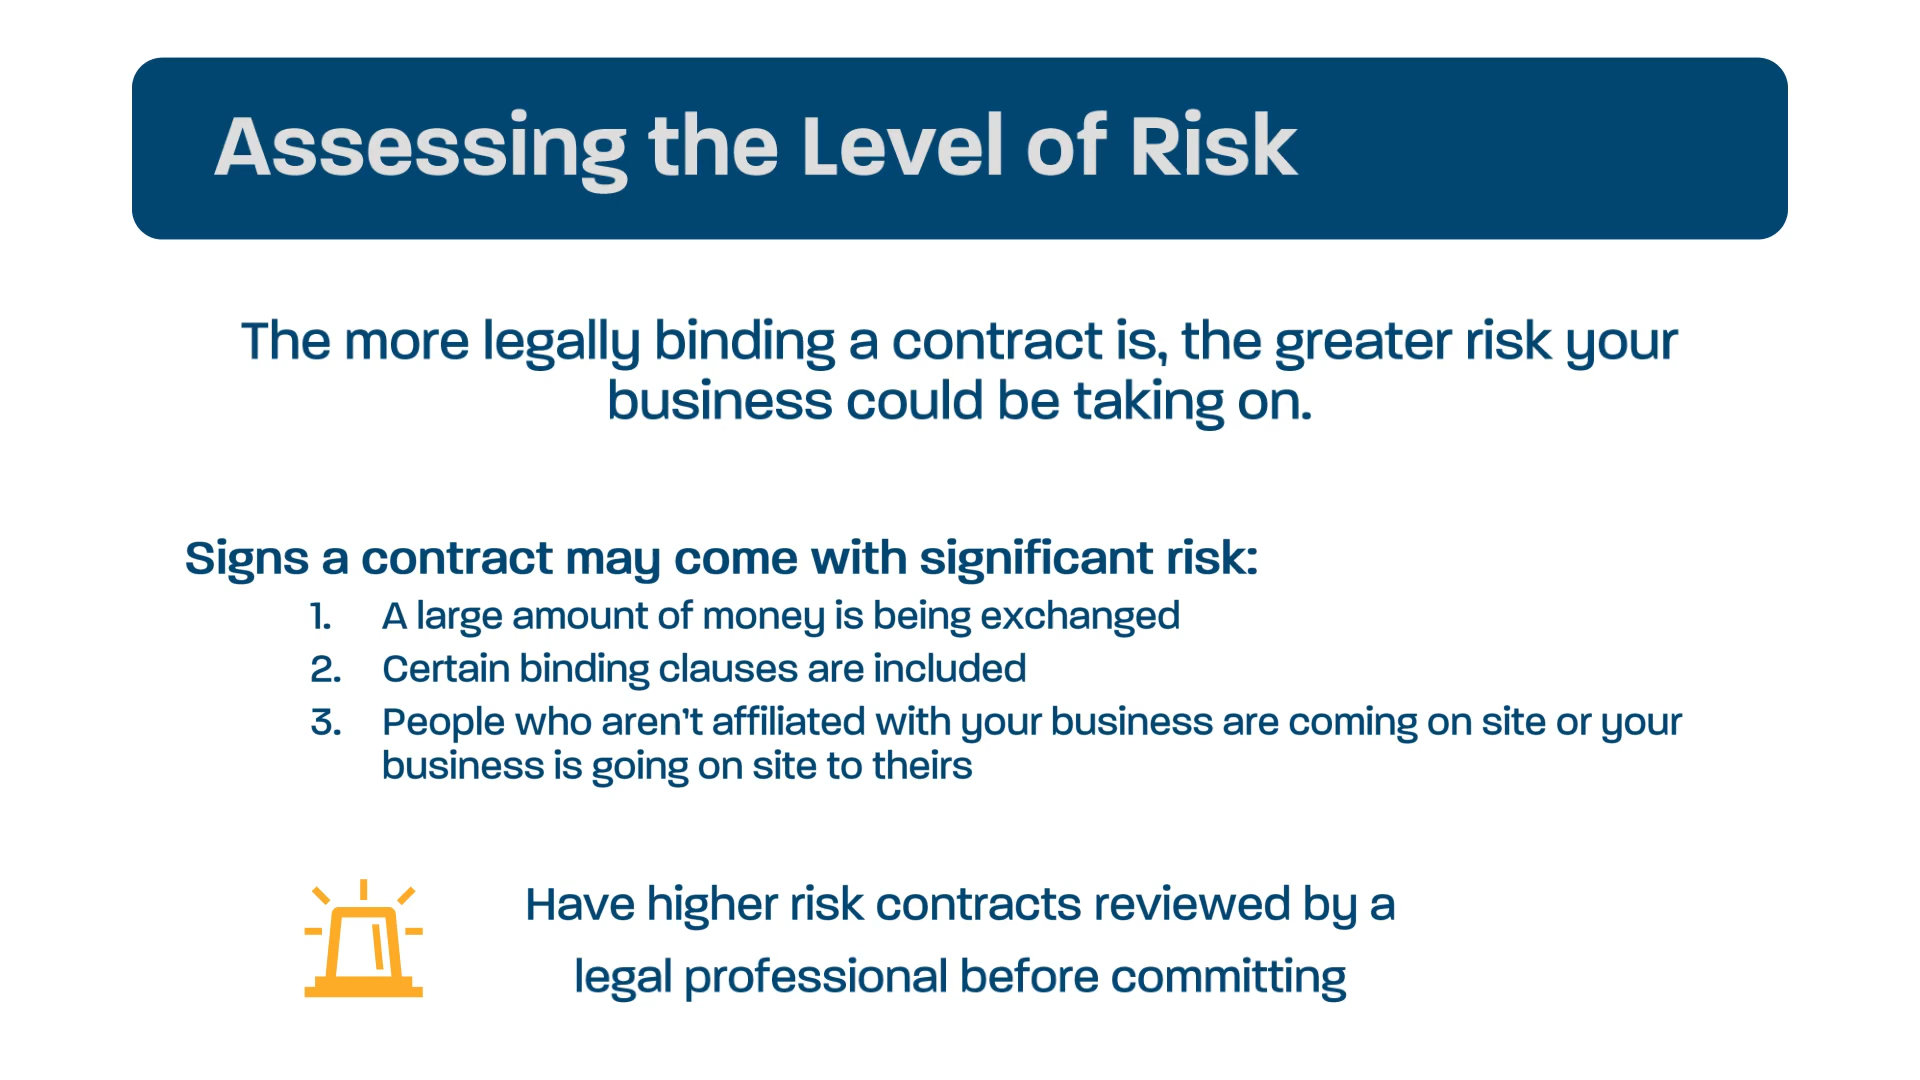 Assessing the Level of Risk
The more legally binding a contract is, the greater risk your
business could be taking on.
Signs a contract may come with significant risk:
1. A large amount of money is being exchanged
2. Certain binding clauses are included
3. People who aren’t affiliated with your business are coming on site or your
business is going on site to theirs
Have higher risk contracts reviewed by a
legal professional before committing